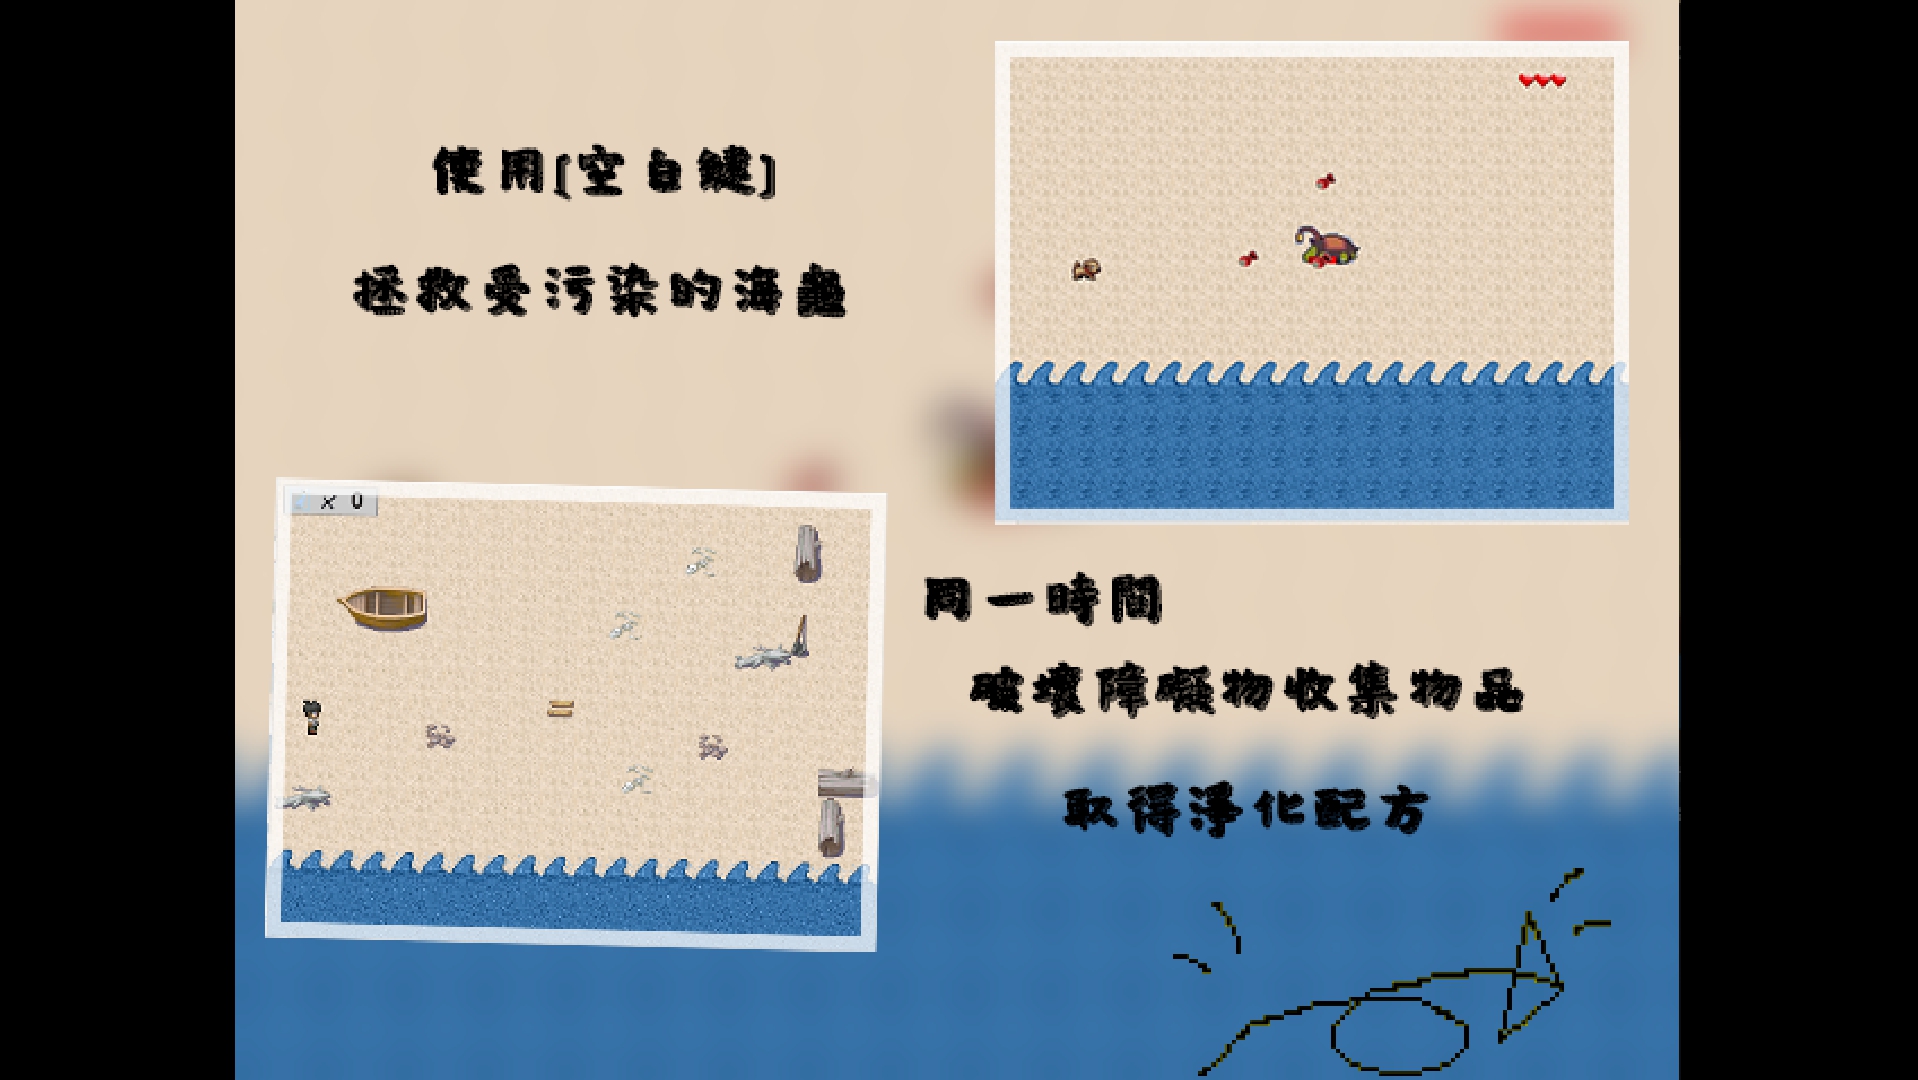 使用[空白鍵]
拯救受污染的海龜
× 0
同一時間
破壞障礙物收集物品
取得淨化配方